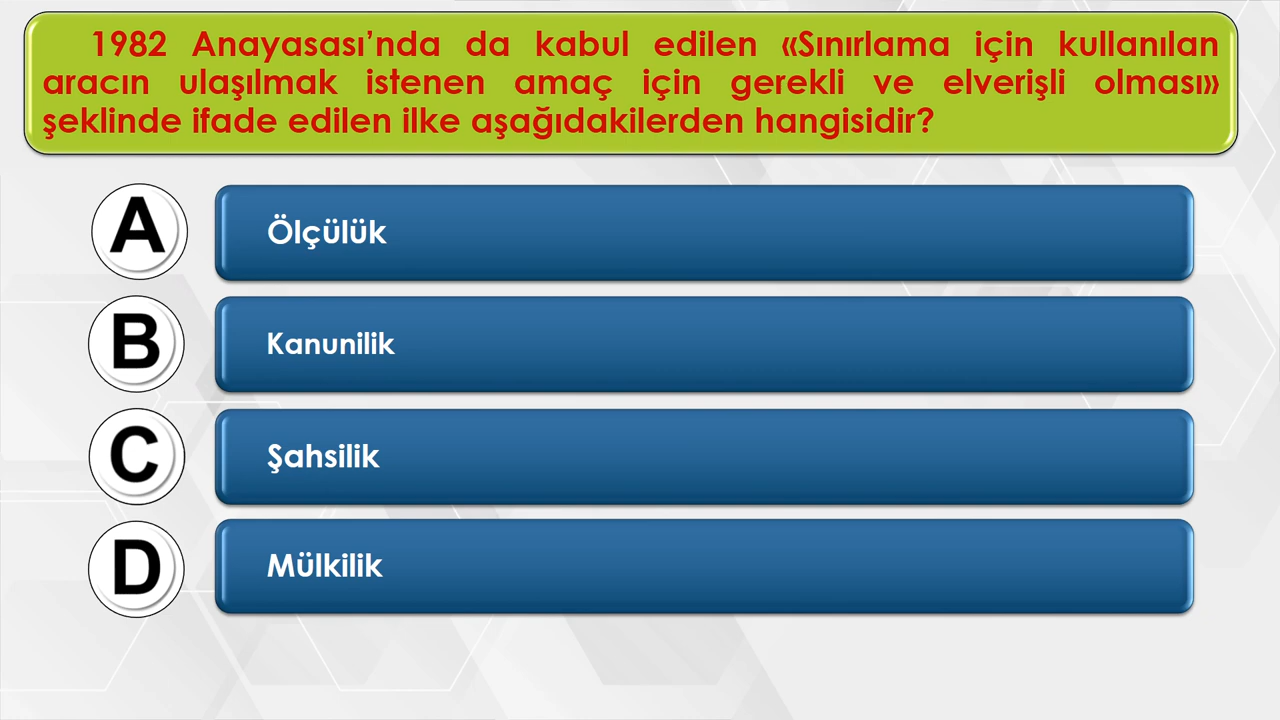 1982 Anayasası’nda da kabul edilen «Sınırlama için kullanılan
aracın ulaşılmak istenen amaç için gerekli ve elverişli olması»
şeklinde ifade edilen ilke aşağıdakilerden hangisidir?
A Ölçülük
B Kanunilik
C Şahsilik
D Mülkilik